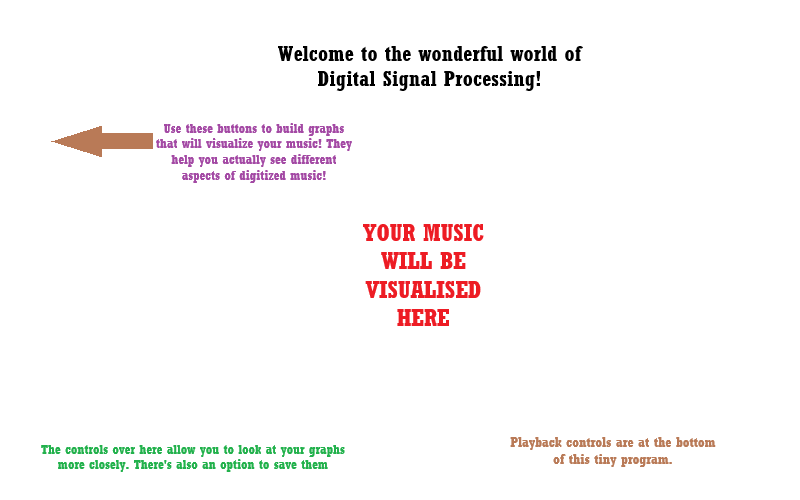 Welcome to the wonderful world of
Digital Signal Processing!
Use these buttons to build graphs
that will visualize your music! They
help you actually see different
aspects of digitized music!
YOUR MUSIC
WILL BE
VISUALISED
HERE
The controls over here allow you to look at your graphs
more closely. There's also an option to save them
Playback controls are at the bottom
of this tiny program.